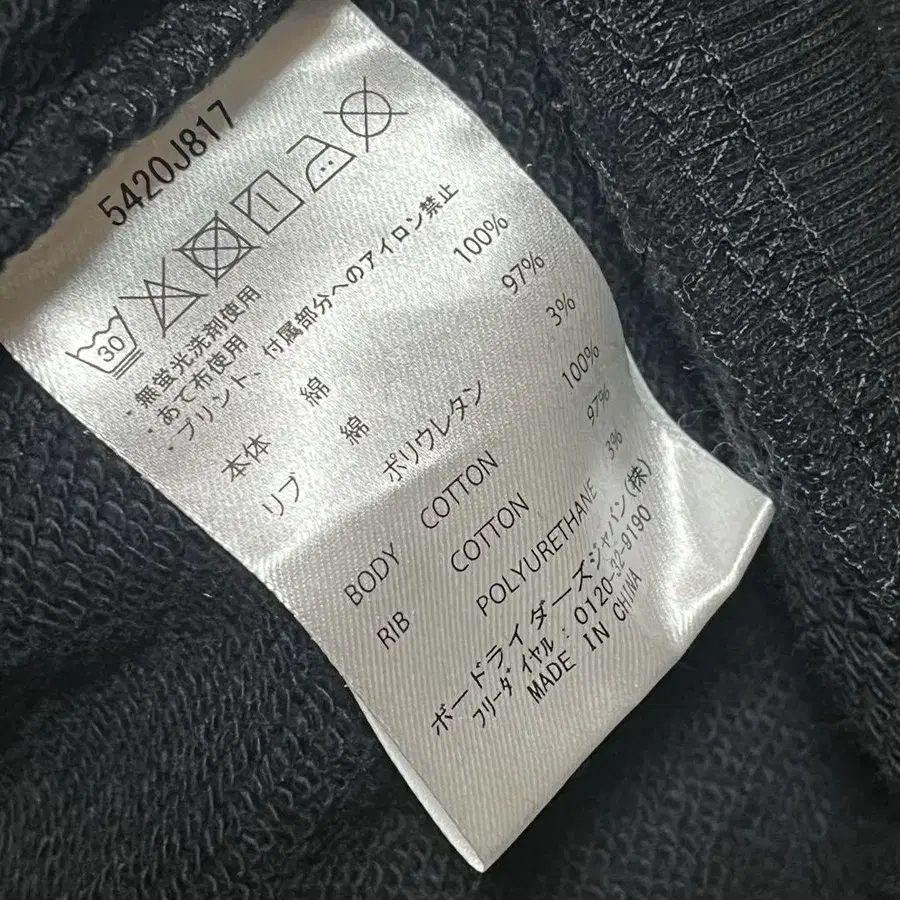 5420J817
30
・無蛍光洗剤使用
・あて布使用
・プリント、付属部分へのアイロン禁止
本体 綿 100%
リブ 綿 97%
ポリウレタン 3%
BODY COTTON 100%
RIB COTTON 97%
POLYURETHANE 3%
ボードライダーズジャパン(株)
フリーダイヤル:0120-32-9190
MADE IN CHINA